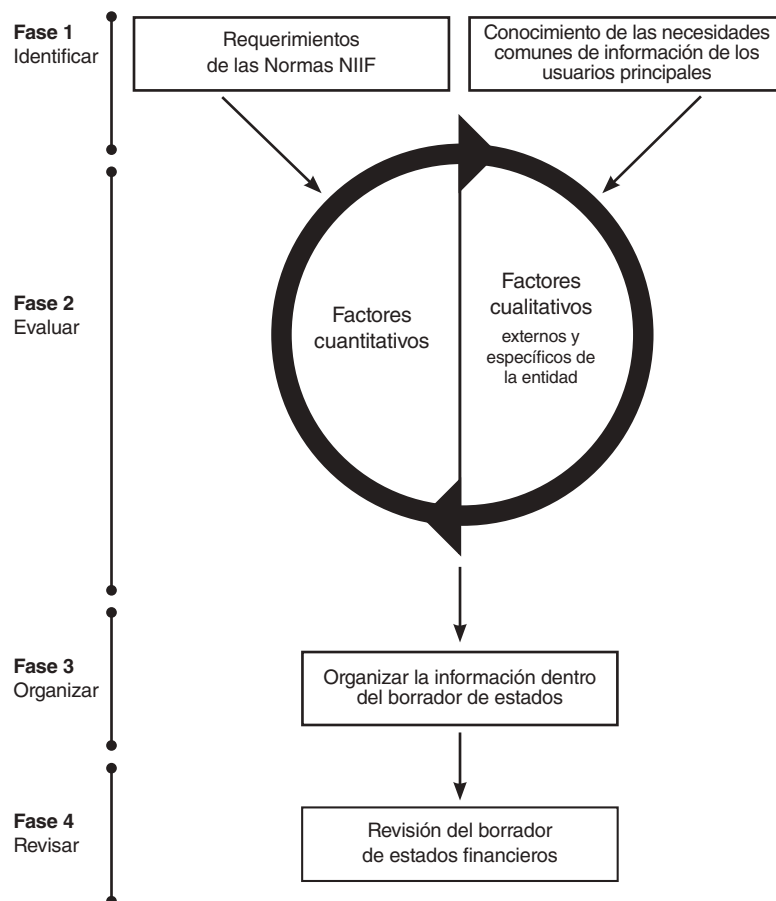 Fase 1
Identificar
Requerimientos
de las Normas NIIF
Conocimiento de las necesidades
comunes de información de los
usuarios principales
Fase 2
Evaluar
Factores
cuantitativos
Factores
cualitativos
externos y
específicos de
la entidad
Fase 3
Organizar
Organizar la información dentro
del borrador de estados
Fase 4
Revisar
Revisión del borrador
de estados financieros